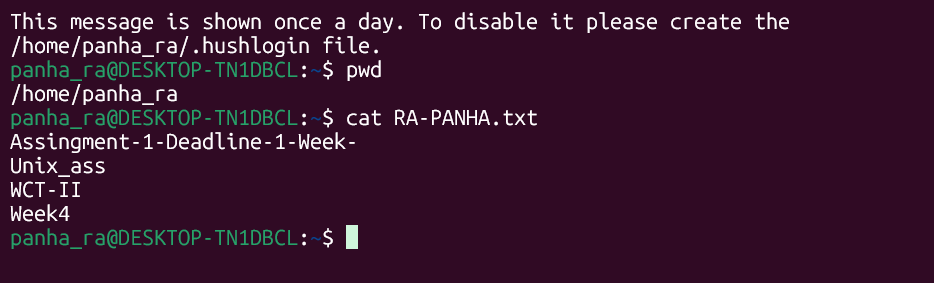 This message is shown once a day. To disable it please create the
/home/panha_ra/.hushlogin file.
panha_ra@DESKTOP-TN1DBCL:~$ pwd
/home/panha_ra
panha_ra@DESKTOP-TN1DBCL:~$ cat RA-PANHA.txt
Assingment-1-Deadline-1-Week-
Unix_ass
WCT-II
Week4
panha_ra@DESKTOP-TN1DBCL:~$